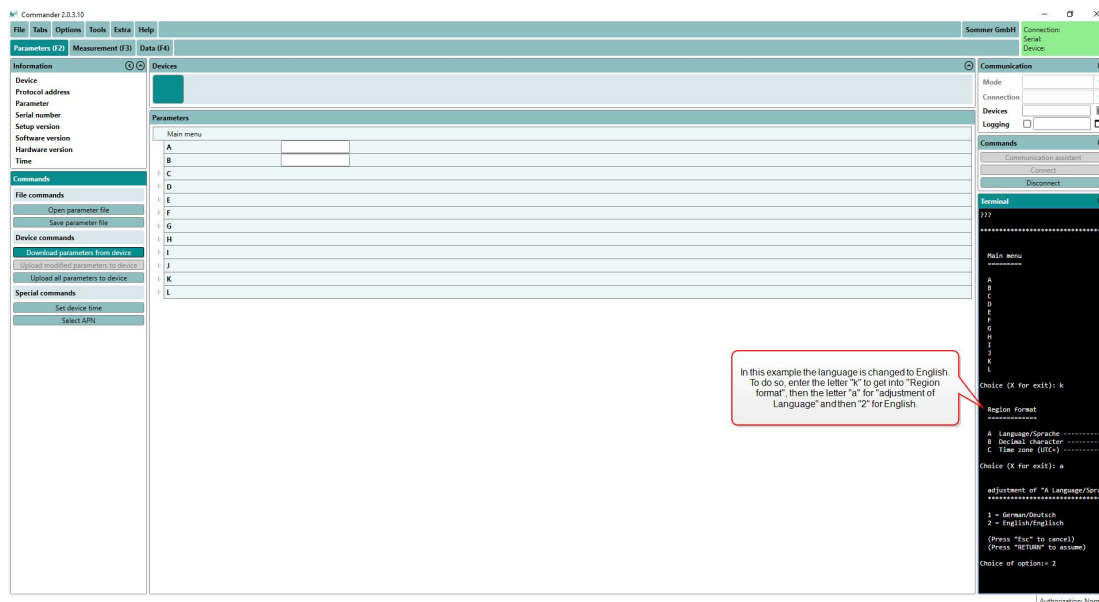 Commander 2.0.3.10
File Tabs Options Tools Extra Help
Sommer GmbH
Connection:
Serial:
Device:
Parameters (F2) Measurement (F3) Data (F4)
Information
Device
Protocol address
Parameter
Serial number
Setup version
Software version
Hardware version
Time
Commands
File commands
Open parameter file
Save parameter file
Device commands
Download parameters from device
Upload modified parameters to device
Upload all parameters to device
Special commands
Set device time
Select APN
Devices
Parameters
Main menu
A
B
C
D
E
F
G
H
I
J
K
L
In this example the language is changed to English.
To do so, enter the letter "k" to get into "Region
format", then the letter "a" for "adjustment of
Language" and then "2" for English.
Communication
Mode
Connection
Devices
Logging
Commands
Communication assistant
Connect
Disconnect
Terminal
???
********************************
Main menu
=========
A
B
C
D
E
F
G
H
I
J
K
L
Choice (X for exit): k
Region format
-------------
A Language/Sprache ----------
B Decimal character ---------
C Time zone (UTC+) ----------
Choice (X for exit): a
adjustment of "A Language/Spra
******************************
1 = German/Deutsch
2 = English/Englisch
(Press "Esc" to cancel)
(Press "RETURN" to assume)
Choice of option:= 2
Authorization: Norm